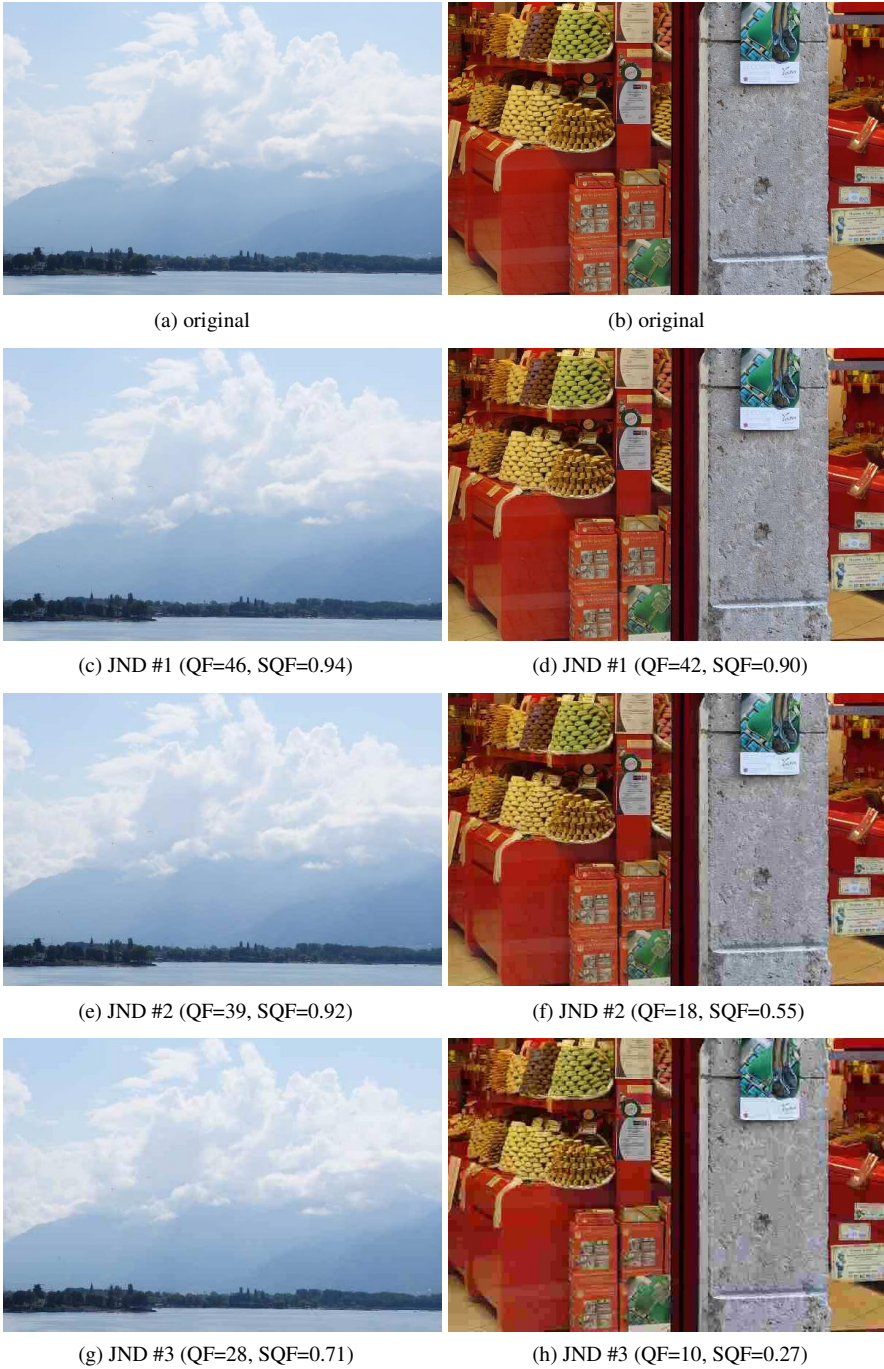 (a) original
(b) original
(c) JND #1 (QF=46, SQF=0.94)
(d) JND #1 (QF=42, SQF=0.90)
(e) JND #2 (QF=39, SQF=0.92)
(f) JND #2 (QF=18, SQF=0.55)
(g) JND #3 (QF=28, SQF=0.71)
(h) JND #3 (QF=10, SQF=0.27)